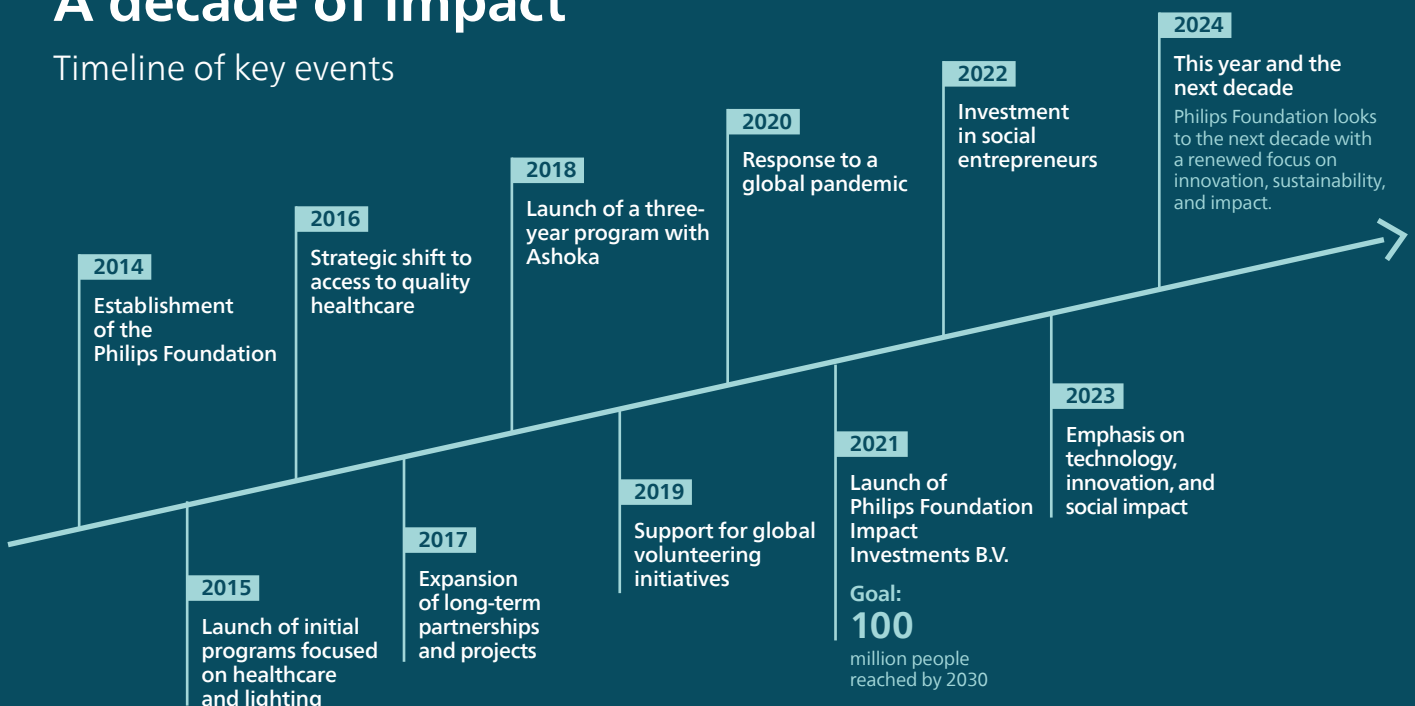 A decade of impact
Timeline of key events
2014
Establishment
of the
Philips Foundation
2015
Launch of initial
programs focused
on healthcare
and lighting
2016
Strategic shift to
access to quality
healthcare
2017
Expansion
of long-term
partnerships
and projects
2018
Launch of a three-
year program with
Ashoka
2019
Support for global
volunteering
initiatives
2020
Response to a
global pandemic
2021
Launch of
Philips Foundation
Impact
Investments B.V.
Goal:
100
million people
reached by 2030
2022
Investment
in social
entrepreneurs
2023
Emphasis on
technology,
innovation, and
social impact
2024
This year and the
next decade
Philips Foundation looks
to the next decade with
a renewed focus on
innovation, sustainability,
and impact.